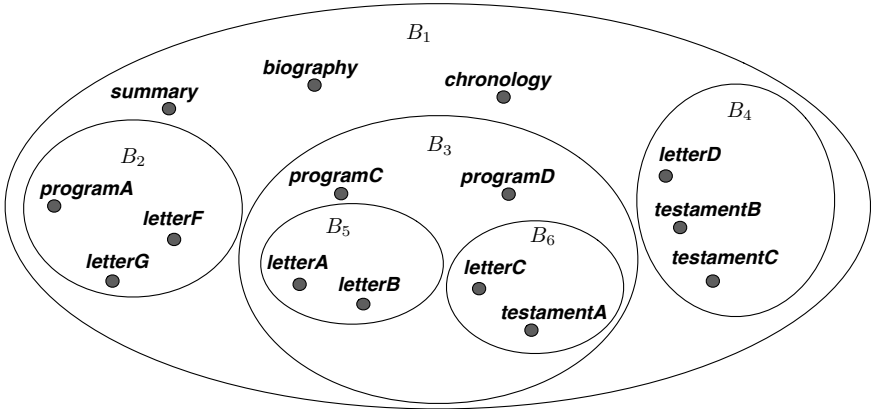 B₁
biography
chronology
summary
B₂
programA
letterF
letterG
B₃
programC
programD
B₅
letterA
letterB
B₆
letterC
testamentA
B₄
letterD
testamentB
testamentC